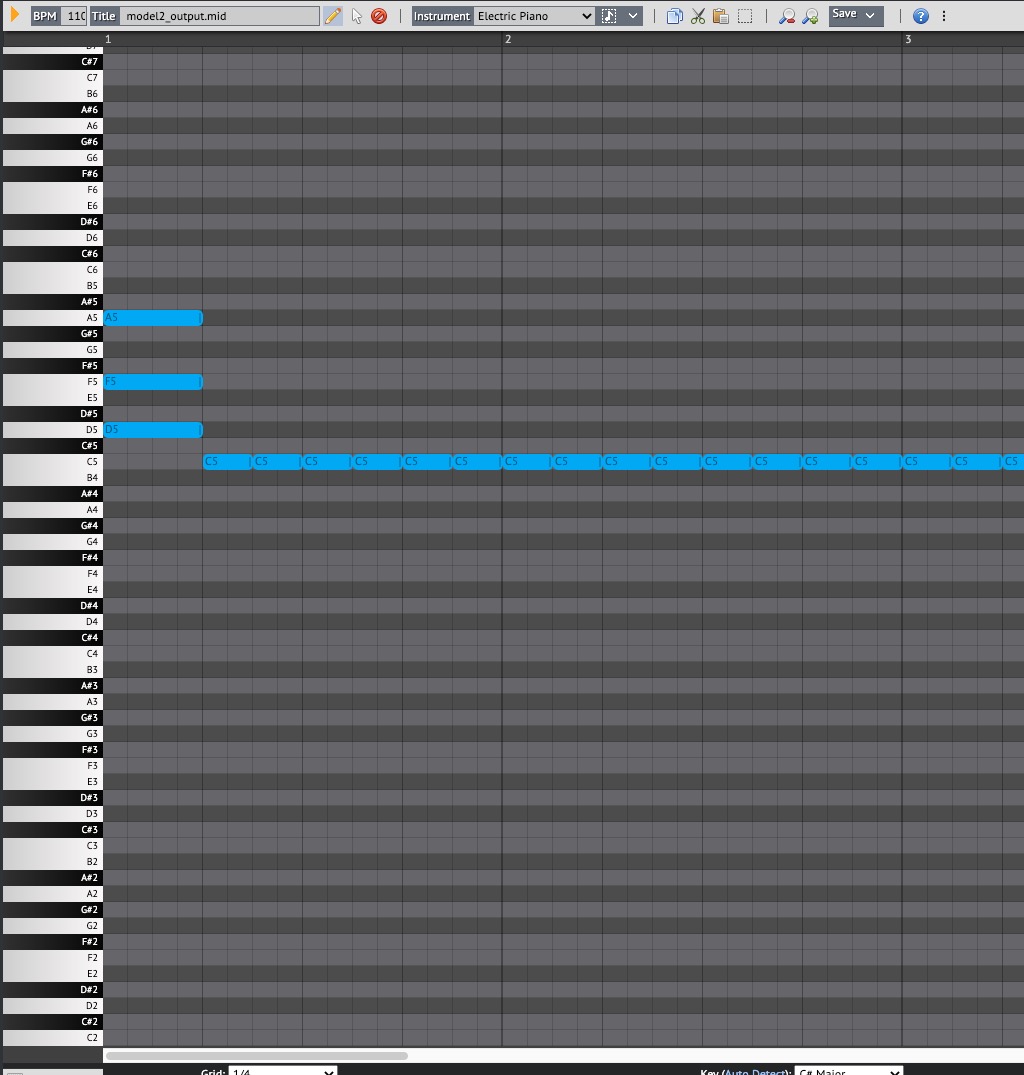 BPM 110 Title model2_output.mid Instrument Electric Piano Save
1 2 3
C#7
C7
B6
A#6
A6
G#6
G6
F#6
F6
E6
D#6
D6
C#6
C6
B5
A#5
A5 A5
G#5
G5
F#5
F5 F5
E5
D#5
D5 D5
C#5
C5 C5 C5 C5 C5 C5 C5 C5 C5 C5 C5 C5 C5 C5 C5 C5 C5 C5
B4
A#4
A4
G#4
G4
F#4
F4
E4
D#4
D4
C#4
C4
B3
A#3
A3
G#3
G3
F#3
F3
E3
D#3
D3
C#3
C3
B2
A#2
A2
G#2
G2
F#2
F2
E2
D#2
D2
C#2
C2
Grid: 1/4 Key (Auto Detect): C# Major